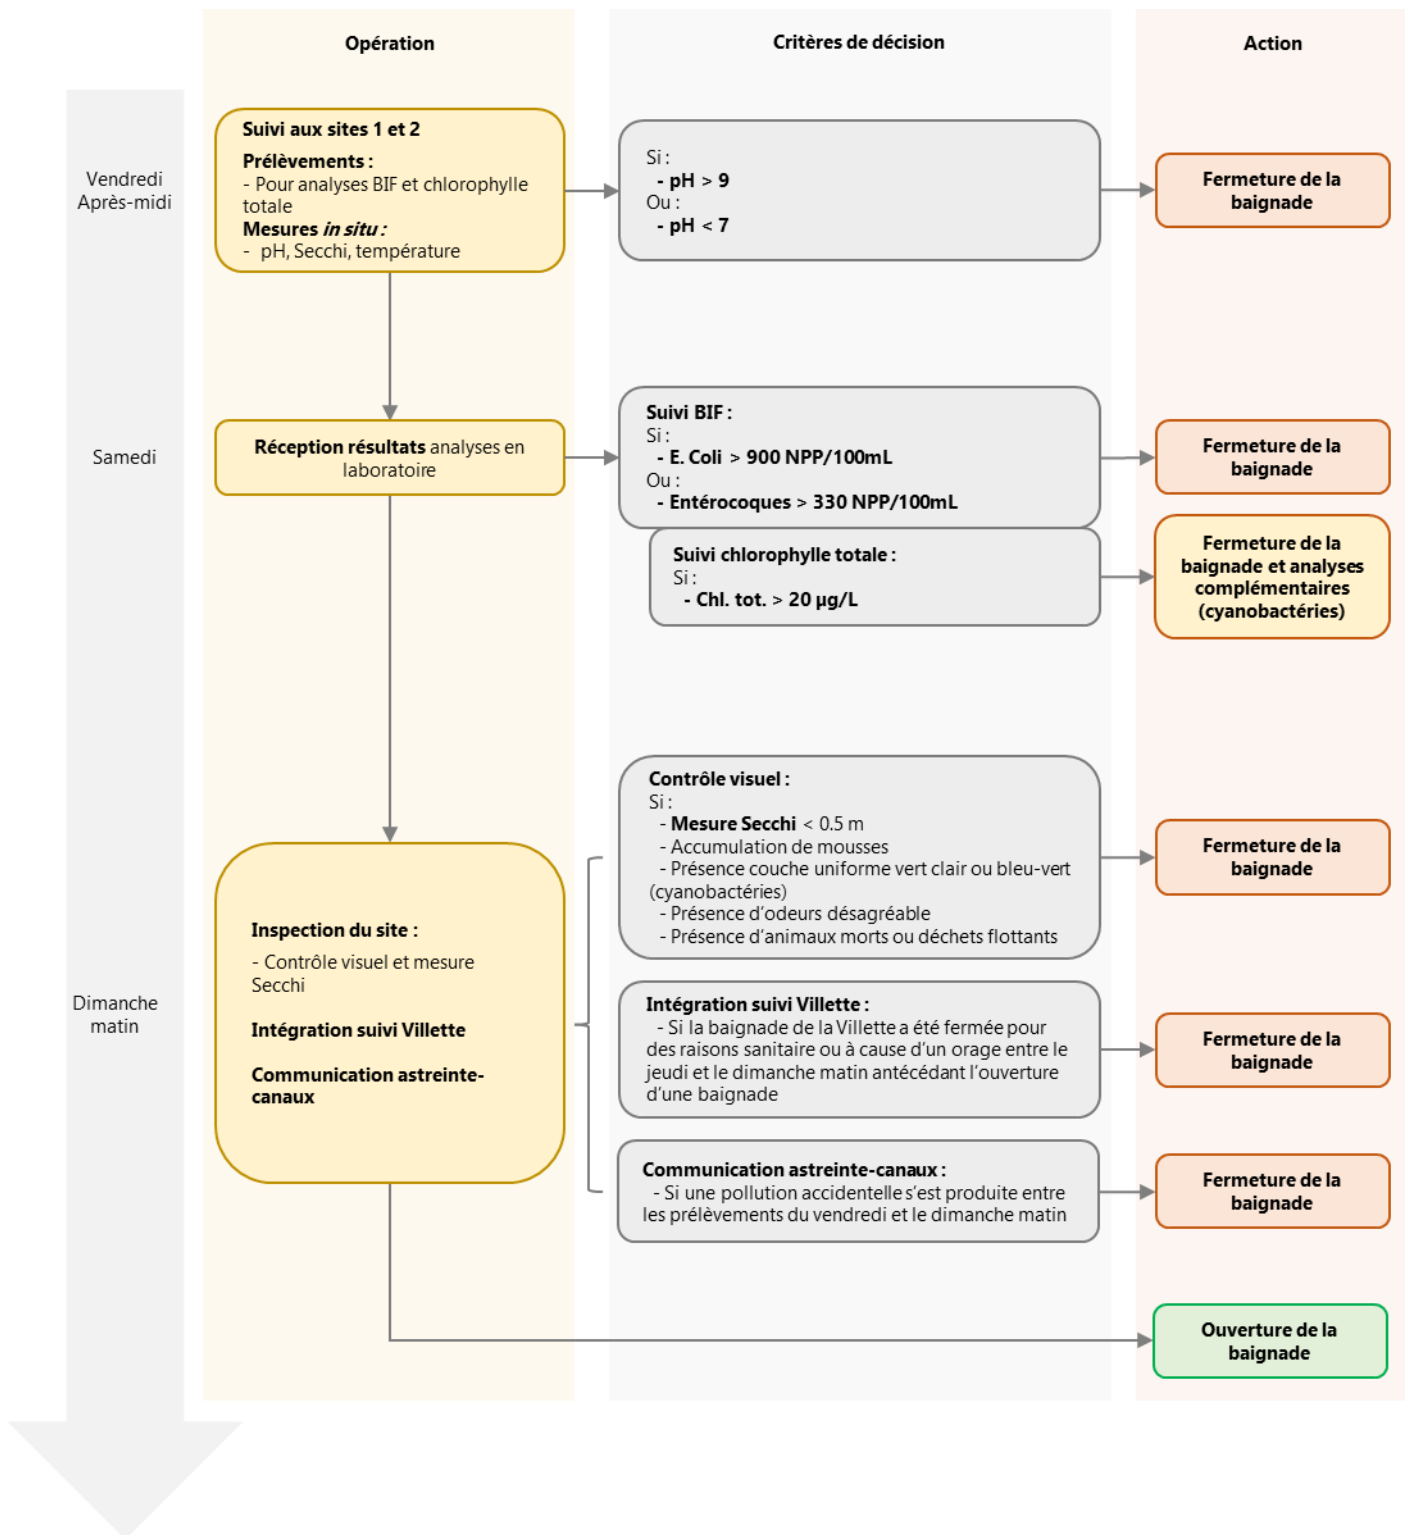 Opération
Critères de décision
Action
Vendredi
Après-midi
Suivi aux sites 1 et 2
Prélèvements :
- Pour analyses BIF et chlorophylle
totale
Mesures in situ :
- pH, Secchi, température
Si :
- pH > 9
Ou :
- pH < 7
Fermeture de la
baignade
Samedi
Réception résultats analyses en
laboratoire
Suivi BIF :
Si :
- E. Coli > 900 NPP/100mL
Ou :
- Entérocoques > 330 NPP/100mL
Fermeture de la
baignade
Suivi chlorophylle totale :
Si :
- Chl. tot. > 20 µg/L
Fermeture de la
baignade et analyses
complémentaires
(cyanobactéries)
Dimanche
matin
Inspection du site :
- Contrôle visuel et mesure
Secchi
Intégration suivi Villette
Communication astreinte-
canaux
Contrôle visuel :
Si :
- Mesure Secchi < 0.5 m
- Accumulation de mousses
- Présence couche uniforme vert clair ou bleu-vert
(cyanobactéries)
- Présence d'odeurs désagréable
- Présence d'animaux morts ou déchets flottants
Fermeture de la
baignade
Intégration suivi Villette :
- Si la baignade de la Villette a été fermée pour
des raisons sanitaire ou à cause d'un orage entre le
jeudi et le dimanche matin antécédant l'ouverture
d'une baignade
Fermeture de la
baignade
Communication astreinte-canaux :
- Si une pollution accidentelle s'est produite entre
les prélèvements du vendredi et le dimanche matin
Fermeture de la
baignade
Ouverture de la
baignade